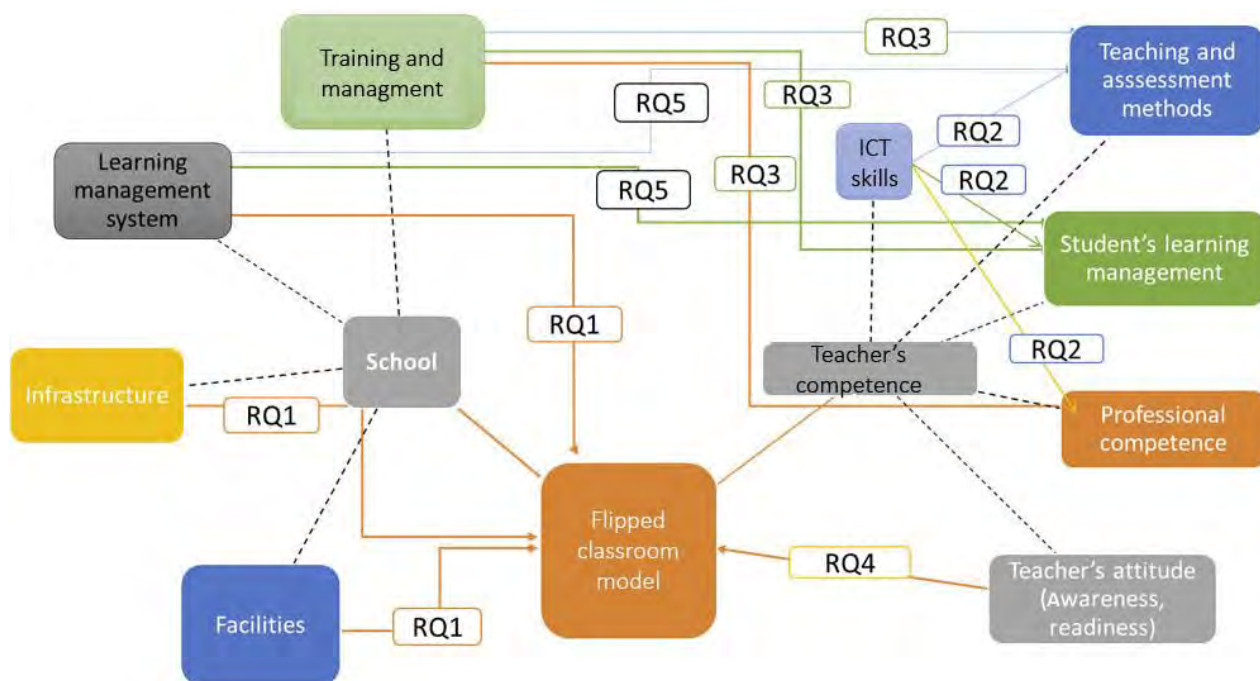 RQ3
Training and
managment
Teaching and
asssessment
methods
RQ5
RQ3
ICT
skills
RQ2
Learning
management
system
RQ5
RQ3
RQ2
Student's learning
management
RQ1
School
Teacher's
competence
RQ2
Infrastructure
RQ1
Professional
competence
Flipped
classroom
model
RQ4
Teacher's attitude
(Awareness,
readiness)
Facilities
RQ1